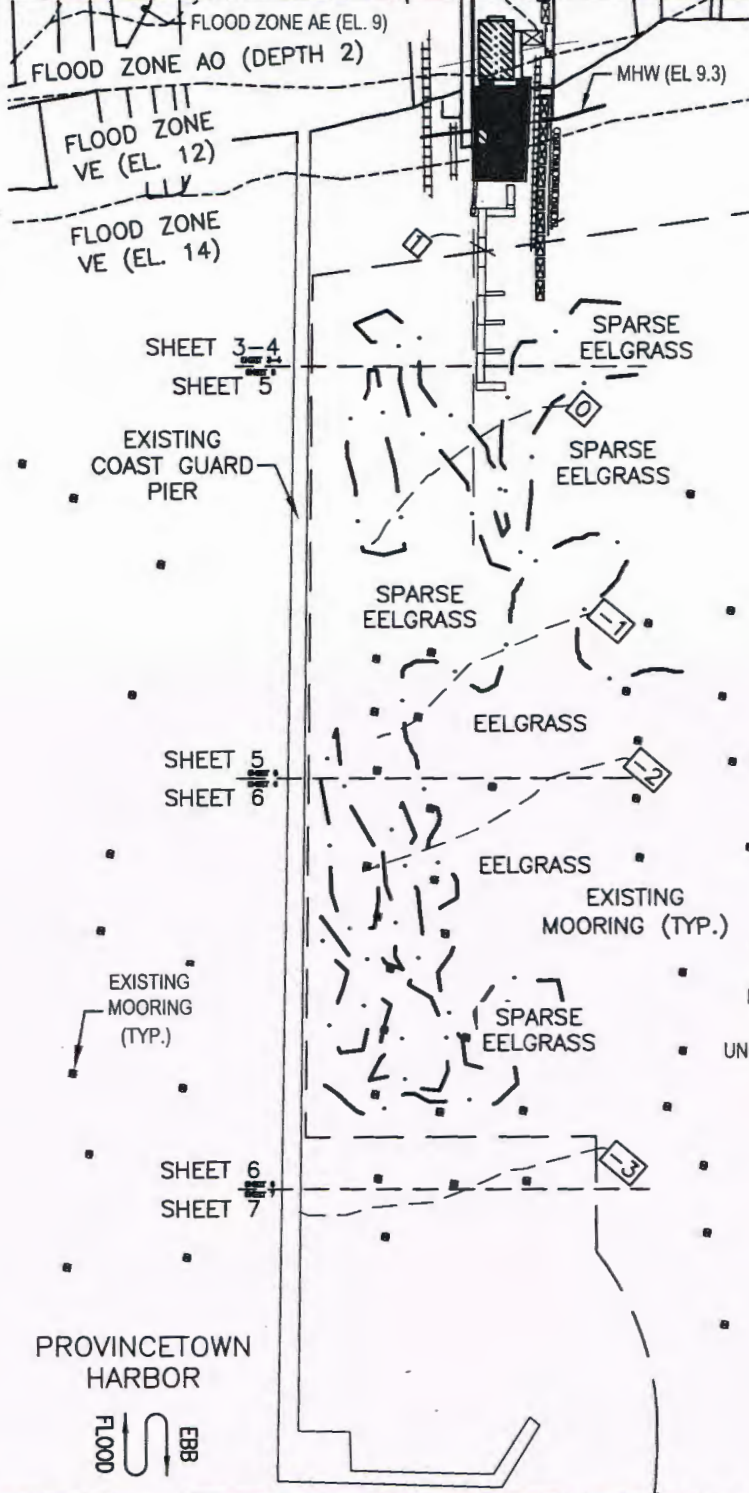 FLOOD ZONE AE (EL. 9)
FLOOD ZONE AO (DEPTH 2)
MHW (EL 9.3)
FLOOD ZONE
VE (EL. 12)
FLOOD ZONE
VE (EL. 14)
1
SPARSE
EELGRASS
SHEET 3-4
SHEET 5
0
EXISTING
COAST GUARD
PIER
SPARSE
EELGRASS
SPARSE
EELGRASS
-1
EELGRASS
SHEET 5
SHEET 6
-2
EELGRASS
EXISTING
MOORING (TYP.)
EXISTING
MOORING
(TYP.)
SPARSE
EELGRASS
UN
SHEET 6
SHEET 7
-3
PROVINCETOWN
HARBOR
FLOOD
EBB